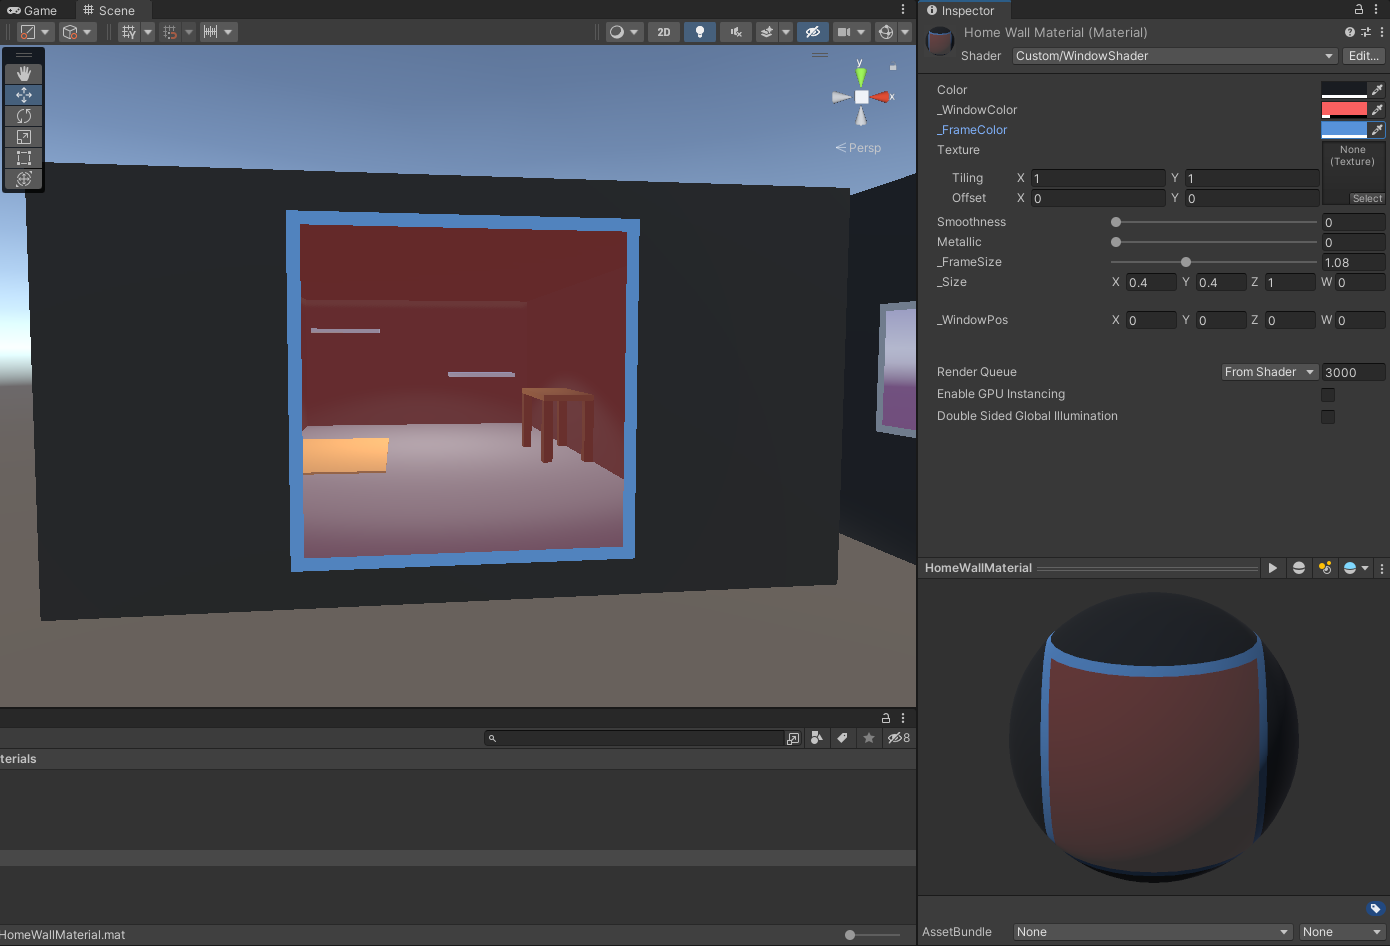 Game
Scene
2D
y
x
Persp
Inspector
Home Wall Material (Material)
Shader
Custom/WindowShader
Edit...
Color
_WindowColor
_FrameColor
Texture
None
(Texture)
Tiling X 1 Y 1
Offset X 0 Y 0
Select
Smoothness 0
Metallic 0
_FrameSize 1.08
_Size X 0.4 Y 0.4 Z 1 W 0
_WindowPos X 0 Y 0 Z 0 W 0
Render Queue From Shader 3000
Enable GPU Instancing
Double Sided Global Illumination
HomeWallMaterial
8
terials
HomeWallMaterial.mat
AssetBundle None None